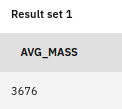 Result set 1
AVG_MASS
3676